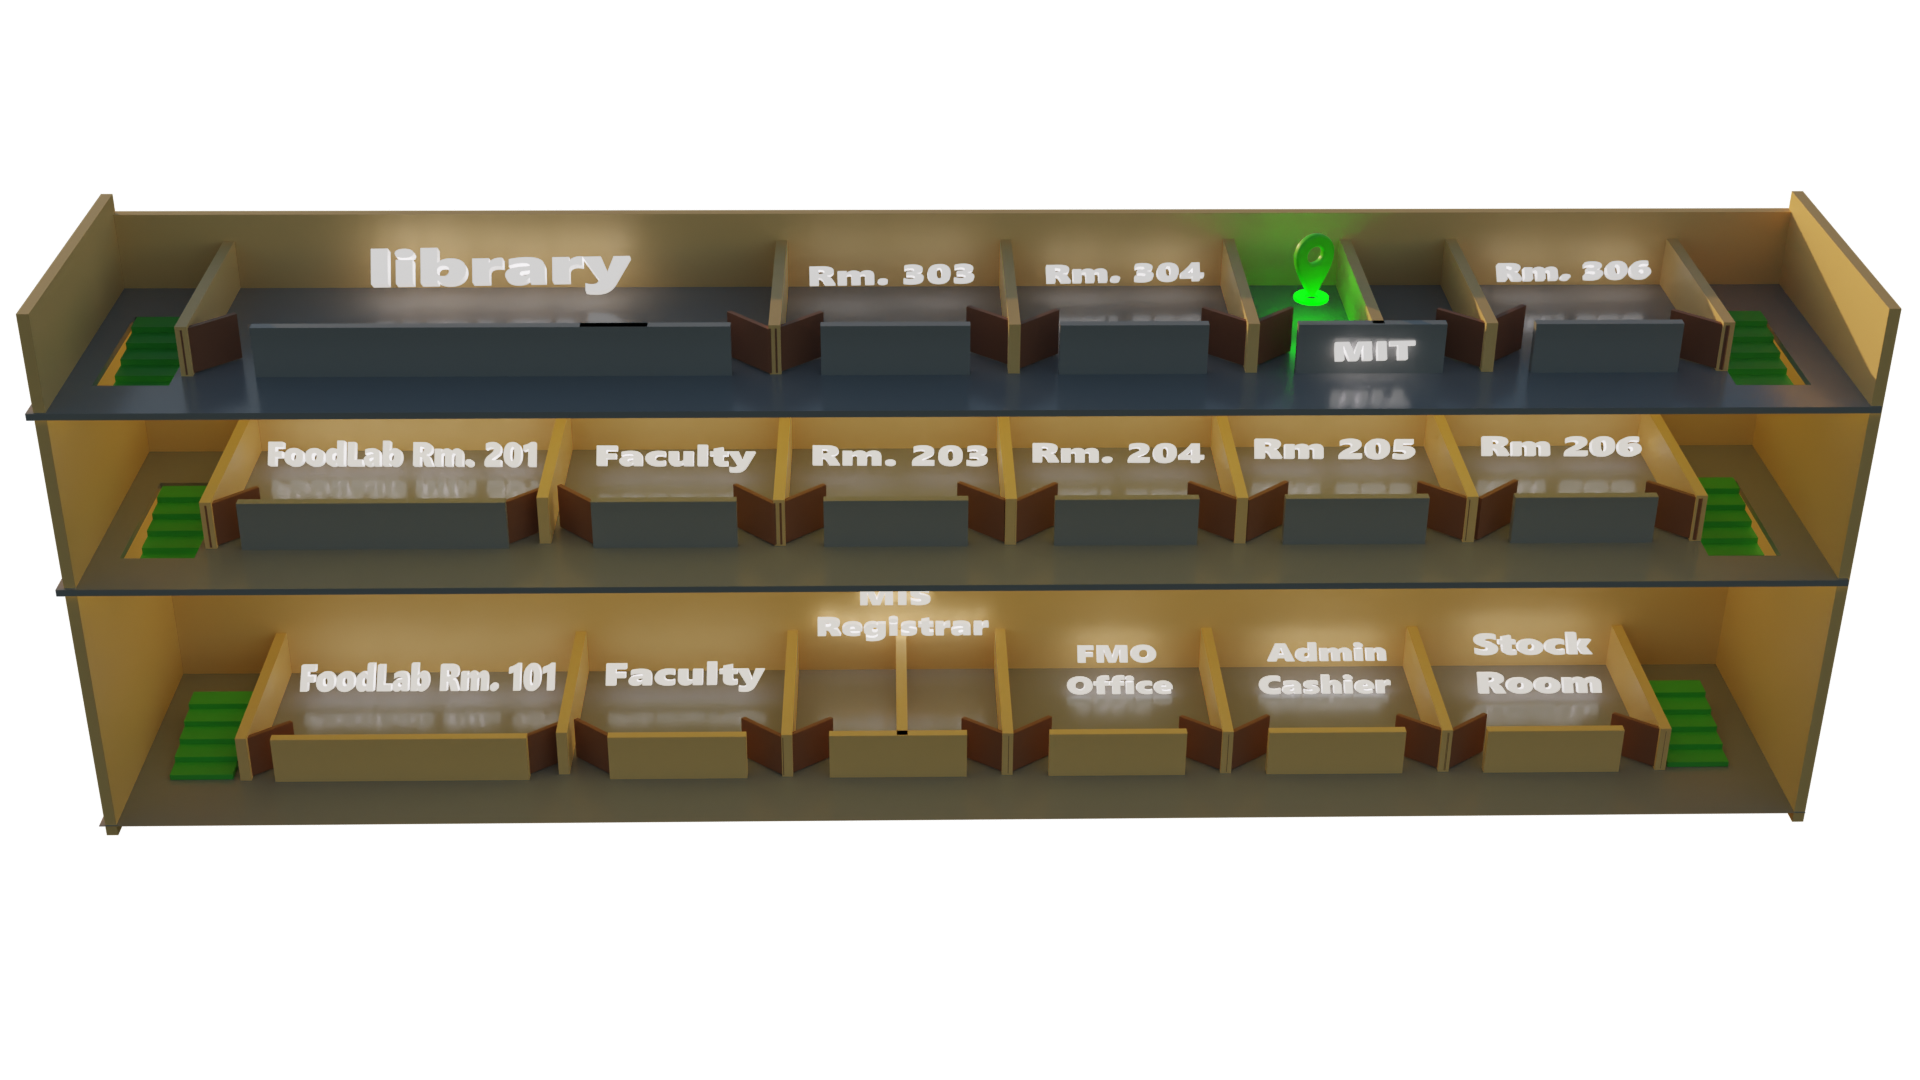 library
Rm. 303
Rm. 304
MIT
Rm. 306
FoodLab Rm. 201
Faculty
Rm. 203
Rm. 204
Rm 205
Rm 206
FoodLab Rm. 101
Faculty
MIS
Registrar
FMO
Office
Admin
Cashier
Stock
Room